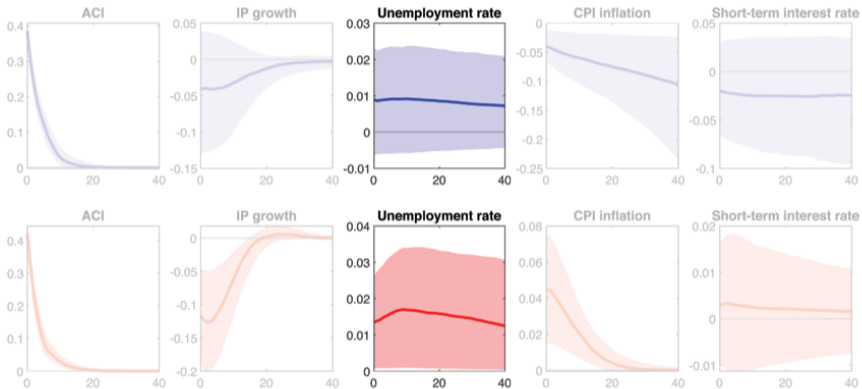 ACI IP growth Unemployment rate CPI inflation Short-term interest rate
0.4 0.05 0.03 0 0.05
0.3 0 0.02 -0.05 0
0.2 -0.05 0.01 -0.1 -0.05
0.1 -0.1 0 -0.15
-0.2
0 -0.15 -0.01 -0.25 -0.1
0 20 40 0 20 40 0 20 40 0 20 40 0 20 40
ACI IP growth Unemployment rate CPI inflation Short-term interest rate
0.4 0 0.04 0.08 0.02
0.3 -0.05 0.03 0.06 0.01
0.2 -0.1 0.02 0.04
0.1 -0.15 0.01 0.02 0
0 -0.2 0 0 -0.01
0 20 40 0 20 40 0 20 40 0 20 40 0 20 40